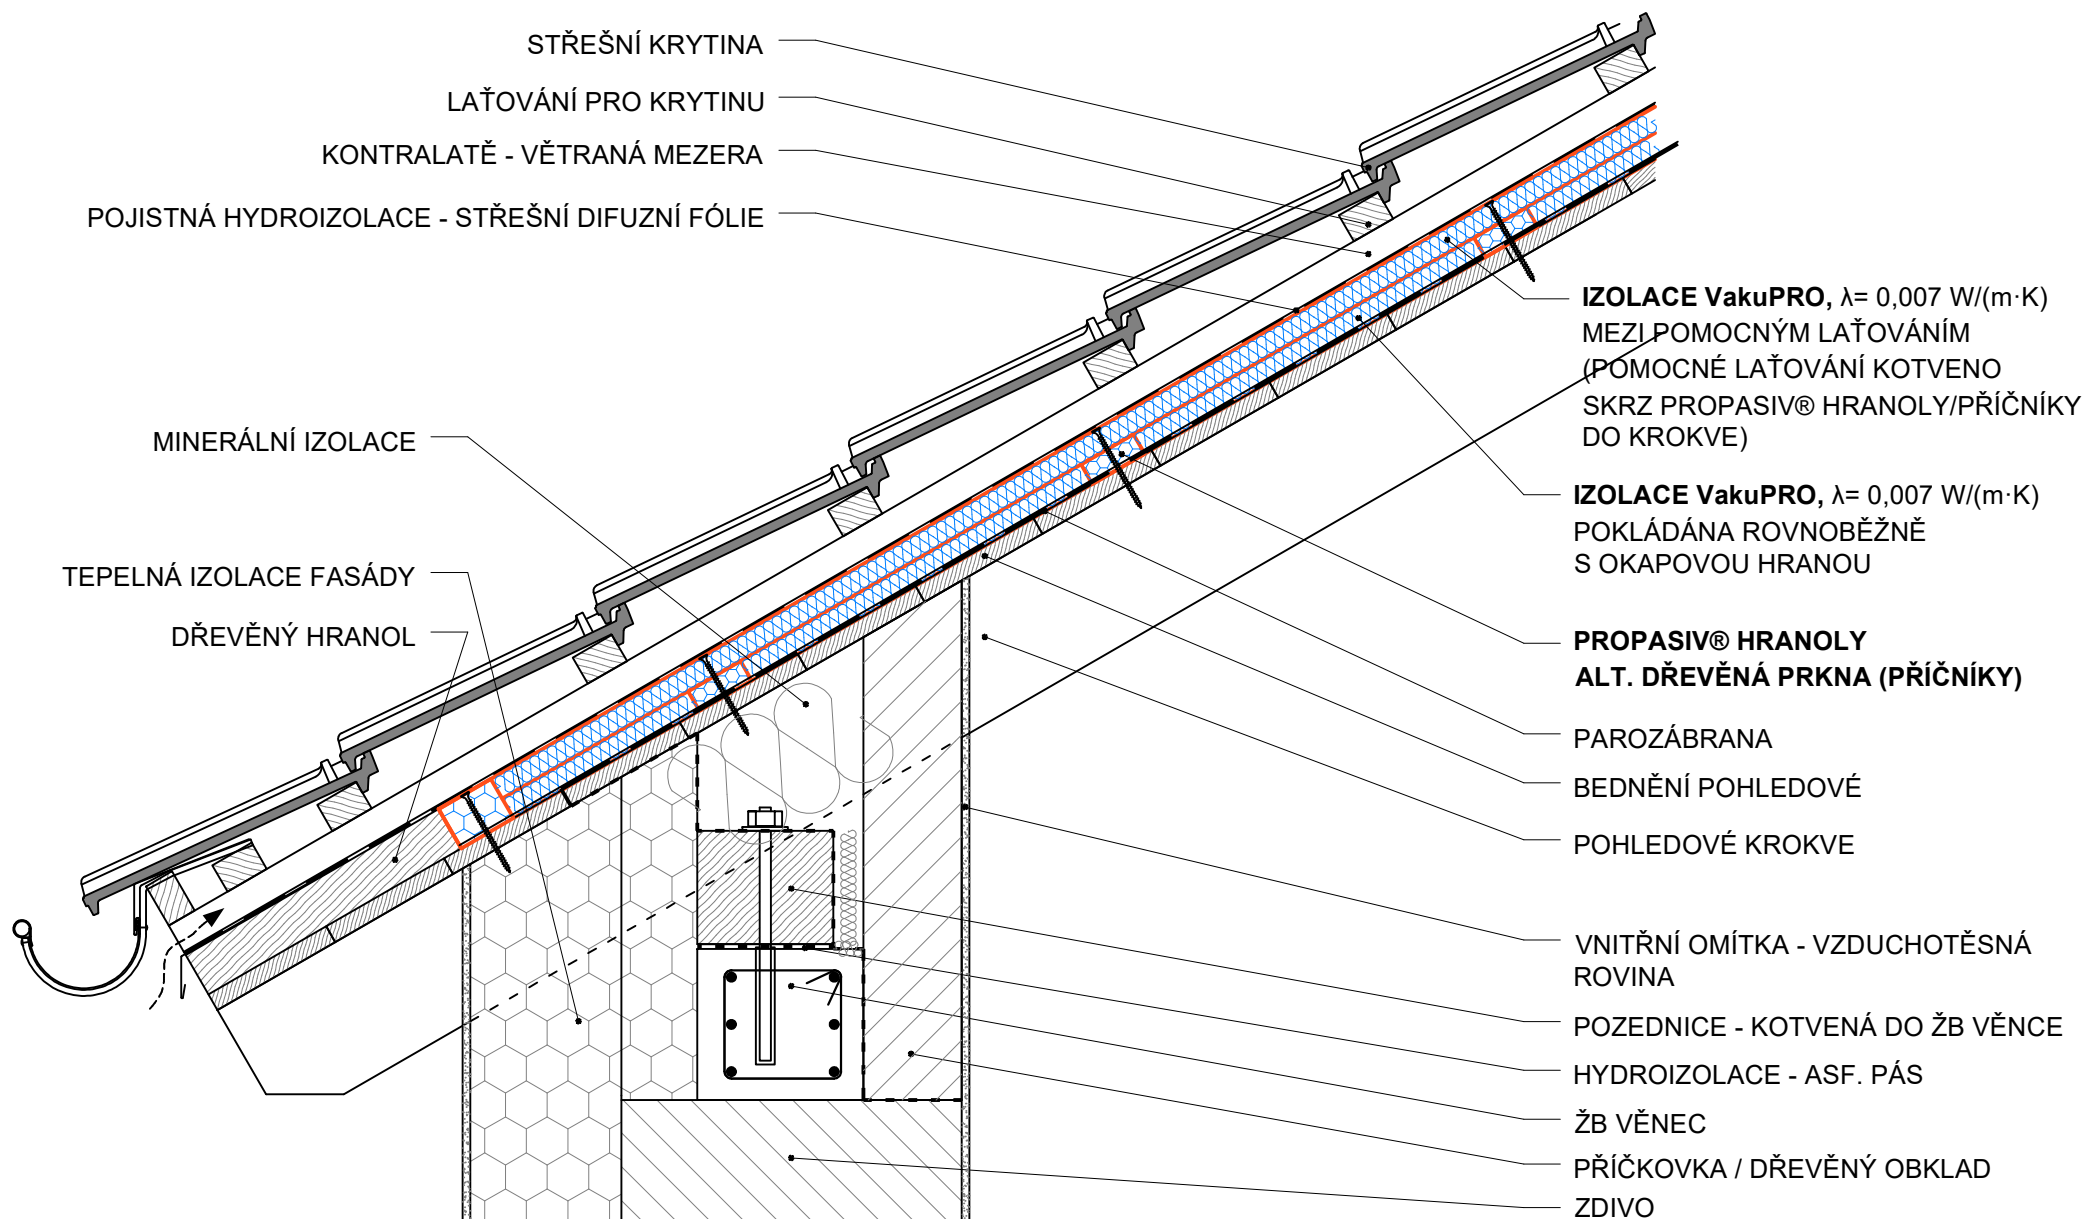 STŘEŠNÍ KRYTINA
LAŤOVÁNÍ PRO KRYTINU
KONTRALATĚ - VĚTRANÁ MEZERA
POJISTNÁ HYDROIZOLACE - STŘEŠNÍ DIFUZNÍ FÓLIE
MINERÁLNÍ IZOLACE
TEPELNÁ IZOLACE FASÁDY
DŘEVĚNÝ HRANOL
IZOLACE VakuPRO, λ= 0,007 W/(m·K)
MEZI POMOCNÝM LAŤOVÁNÍM
(POMOCNÉ LAŤOVÁNÍ KOTVENO
SKRZ PROPASIV® HRANOLY/PŘÍČNÍKY
DO KROKVE)
IZOLACE VakuPRO, λ= 0,007 W/(m·K)
POKLÁDÁNA ROVNOBĚŽNĚ
S OKAPOVOU HRANOU
PROPASIV® HRANOLY
ALT. DŘEVĚNÁ PRKNA (PŘÍČNÍKY)
PAROZÁBRANA
BEDNĚNÍ POHLEDOVÉ
POHLEDOVÉ KROKVE
VNITŘNÍ OMÍTKA - VZDUCHOTĚSNÁ
ROVINA
POZEDNICE - KOTVENÁ DO ŽB VĚNCE
HYDROIZOLACE - ASF. PÁS
ŽB VĚNEC
PŘÍČKOVKA / DŘEVĚNÝ OBKLAD
ZDIVO